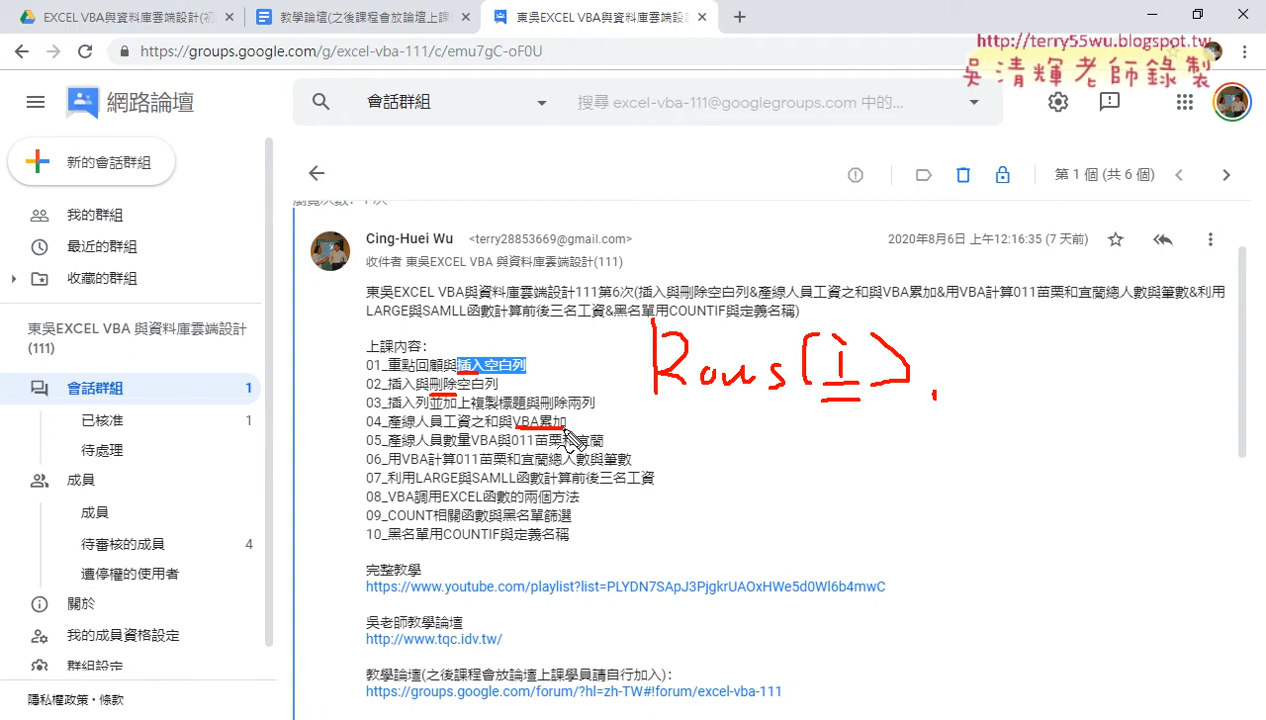 EXCEL VBA與資料庫雲端設計(初
教學論壇(之後課程會放論壇上課
東吳EXCEL VBA與資料庫雲端設
https://groups.google.com/g/excel-vba-111/c/emu7gC-oF0U
http://terry55wu.blogspot.tw
吳清輝老師錄製
網路論壇
會話群組
搜尋 excel-vba-111@googlegroups.com 中的...
新的會話群組
第 1 個 (共 6 個)
我的群組
最近的群組
收藏的群組
東吳EXCEL VBA 與資料庫雲端設計
(111)
會話群組 1
已核准 1
待處理
成員
成員
待審核的成員 4
遭停權的使用者
關於
我的成員資格設定
群組設定
隱私權政策・條款
Cing-Huei Wu <terry28853669@gmail.com>
2020年8月6日 上午12:16:35 (7 天前)
收件者 東吳EXCEL VBA 與資料庫雲端設計(111)
東吳EXCEL VBA與資料庫雲端設計111第6次(插入與刪除空白列&產線人員工資之和與VBA累加&用VBA計算011苗栗和宜蘭總人數與筆數&利用
LARGE與SAMLL函數計算前後三名工資&黑名單用COUNTIF與定義名稱)
Rows(i).
上課內容:
01_重點回顧與插入空白列
02_插入與刪除空白列
03_插入列並加上複製標題與刪除兩列
04_產線人員工資之和與VBA累加
05_產線人員數量VBA與011苗栗和宜蘭
06_用VBA計算011苗栗和宜蘭總人數與筆數
07_利用LARGE與SAMLL函數計算前後三名工資
08_VBA調用EXCEL函數的兩個方法
09_COUNT相關函數與黑名單篩選
10_黑名單用COUNTIF與定義名稱
完整教學
https://www.youtube.com/playlist?list=PLYDN7SApJ3PjgkrUAOxHWe5d0Wl6b4mwC
吳老師教學論壇
http://www.tqc.idv.tw/
教學論壇(之後課程會放論壇上課學員請自行加入):
https://groups.google.com/forum/?hl=zh-TW#!forum/excel-vba-111